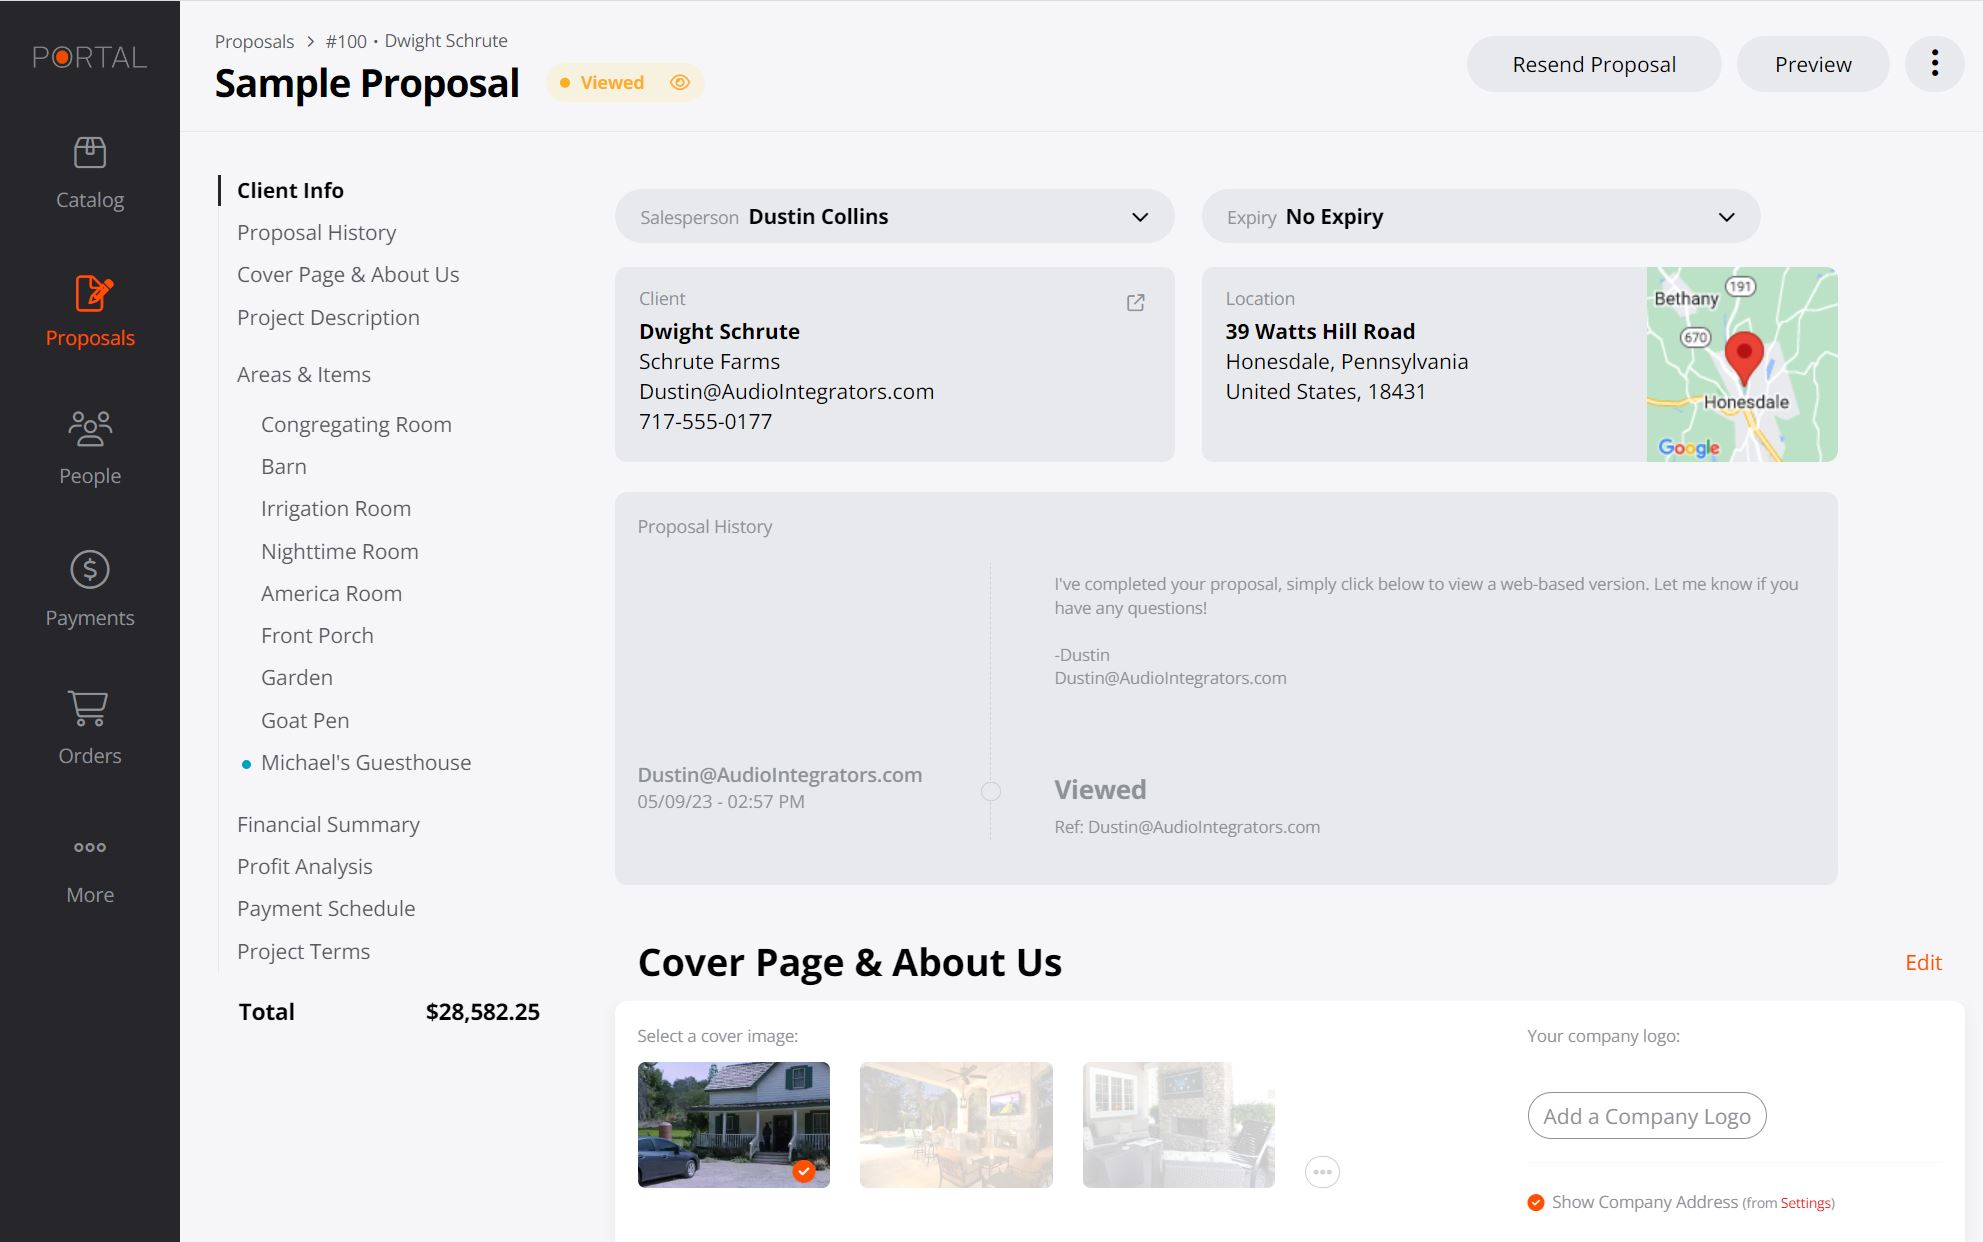 PORTAL
Catalog
Proposals
People
Payments
Orders
More
Proposals > #100 • Dwight Schrute
Sample Proposal
Viewed
Resend Proposal
Preview
Client Info
Proposal History
Cover Page & About Us
Project Description
Areas & Items
Congregating Room
Barn
Irrigation Room
Nighttime Room
America Room
Front Porch
Garden
Goat Pen
Michael's Guesthouse
Financial Summary
Profit Analysis
Payment Schedule
Project Terms
Total $28,582.25
Salesperson Dustin Collins
Expiry No Expiry
Client
Dwight Schrute
Schrute Farms
Dustin@AudioIntegrators.com
717-555-0177
Location
39 Watts Hill Road
Honesdale, Pennsylvania
United States, 18431
191
Bethany
670
Honesdale
Google
Proposal History
I've completed your proposal, simply click below to view a web-based version. Let me know if you
have any questions!
-Dustin
Dustin@AudioIntegrators.com
Dustin@AudioIntegrators.com
05/09/23 - 02:57 PM
Viewed
Ref: Dustin@AudioIntegrators.com
Cover Page & About Us
Edit
Select a cover image:
Your company logo:
Add a Company Logo
Show Company Address (from Settings)